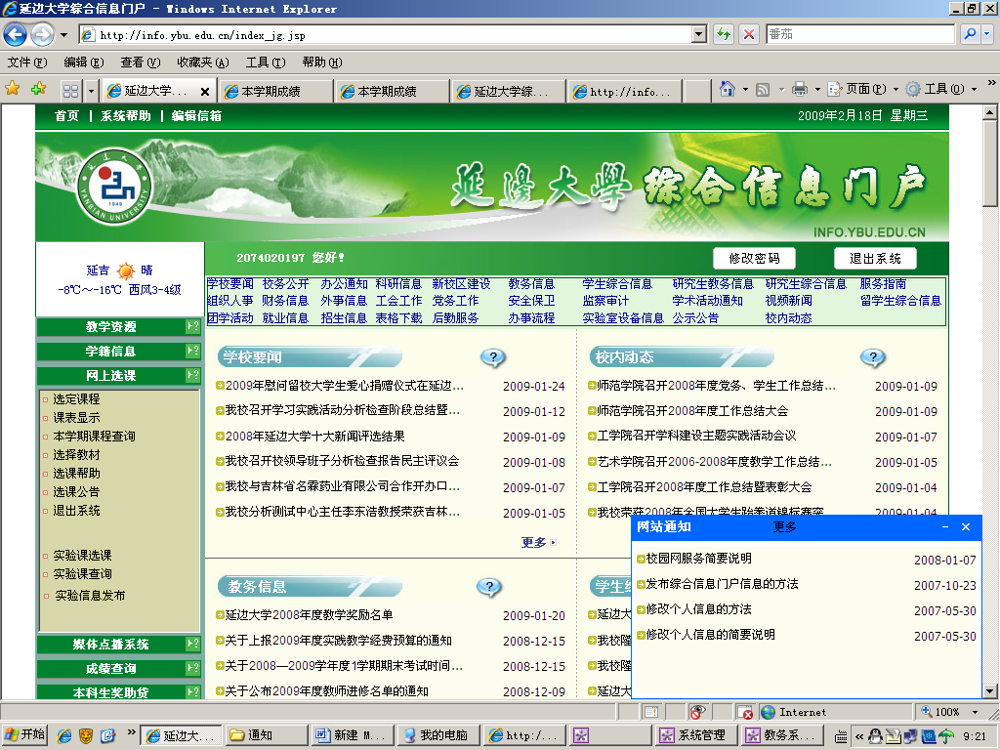 延边大学综合信息门户 - Windows Internet Explorer
http://info.ybu.edu.cn/index_jg.jsp
番茄
文件(F) 编辑(E) 查看(V) 收藏夹(A) 工具(T) 帮助(H)
延边大学... 本学期成绩 本学期成绩 延边大学综... http://info... 页面(P) 工具(O) »
首页 | 系统帮助 | 编辑信箱 2009年2月18日 星期三
YANBIAN UNIVERSITY
1949
延邊大學 综合信息门户
INFO.YBU.EDU.CN
延吉 晴
-8℃～-16℃ 西风3-4级
2074020197 您好! 修改密码 退出系统
学校要闻 校务公开 办公通知 科研信息 新校区建设 教务信息 学生综合信息 研究生教务信息 研究生综合信息 服务指南
组织人事 财务信息 外事信息 工会工作 党务工作 安全保卫 监察审计 学术活动通知 视频新闻 留学生综合信息
团学活动 就业信息 招生信息 表格下载 后勤服务 办事流程 实验室设备信息 公示公告 校内动态
教学资源
学籍信息
网上选课
选定课程
课表显示
本学期课程查询
选择教材
选课帮助
选课公告
退出系统
实验课选课
实验课查询
实验信息发布
媒体点播系统
成绩查询
本科生奖助贷
学校要闻
2009年慰问留校大学生爱心捐赠仪式在延边... 2009-01-24
我校召开学习实践活动分析检查阶段总结暨... 2009-01-12
2008年延边大学十大新闻评选结果 2009-01-09
我校召开校领导班子分析检查报告民主评议会 2009-01-08
我校与吉林省名霖药业有限公司合作开办口... 2009-01-07
我校分析测试中心主任李东浩教授荣获吉林... 2009-01-05
更多
校内动态
师范学院召开2008年度党务、学生工作总结... 2009-01-09
师范学院召开2008年度工作总结大会 2009-01-09
工学院召开学科建设主题实践活动会议 2009-01-07
艺术学院召开2006-2008年度教学工作总结... 2009-01-05
工学院召开2008年度工作总结暨表彰大会 2009-01-04
我校荣获2008年全国大学生跆拳道锦标赛突... 2009-01-04
教务信息
延边大学2008年度教学奖励名单 2009-01-20
关于上报2009年度实践教学经费预算的通知 2008-12-15
关于2008—2009学年度1学期期末考试时间... 2008-12-15
关于公布2009年度教师进修名单的通知 2008-12-09
学生
延边大
我校隆
我校隆
延边大
网站通知 更多
校园网服务简要说明 2008-01-07
发布综合信息门户信息的方法 2007-10-23
修改个人信息的方法 2007-05-30
修改个人信息的简要说明 2007-05-30
Internet 100%
开始 » 延边大... 通知 新建 M... 我的电脑 http:/... 系统管理 教务系... « 9:21